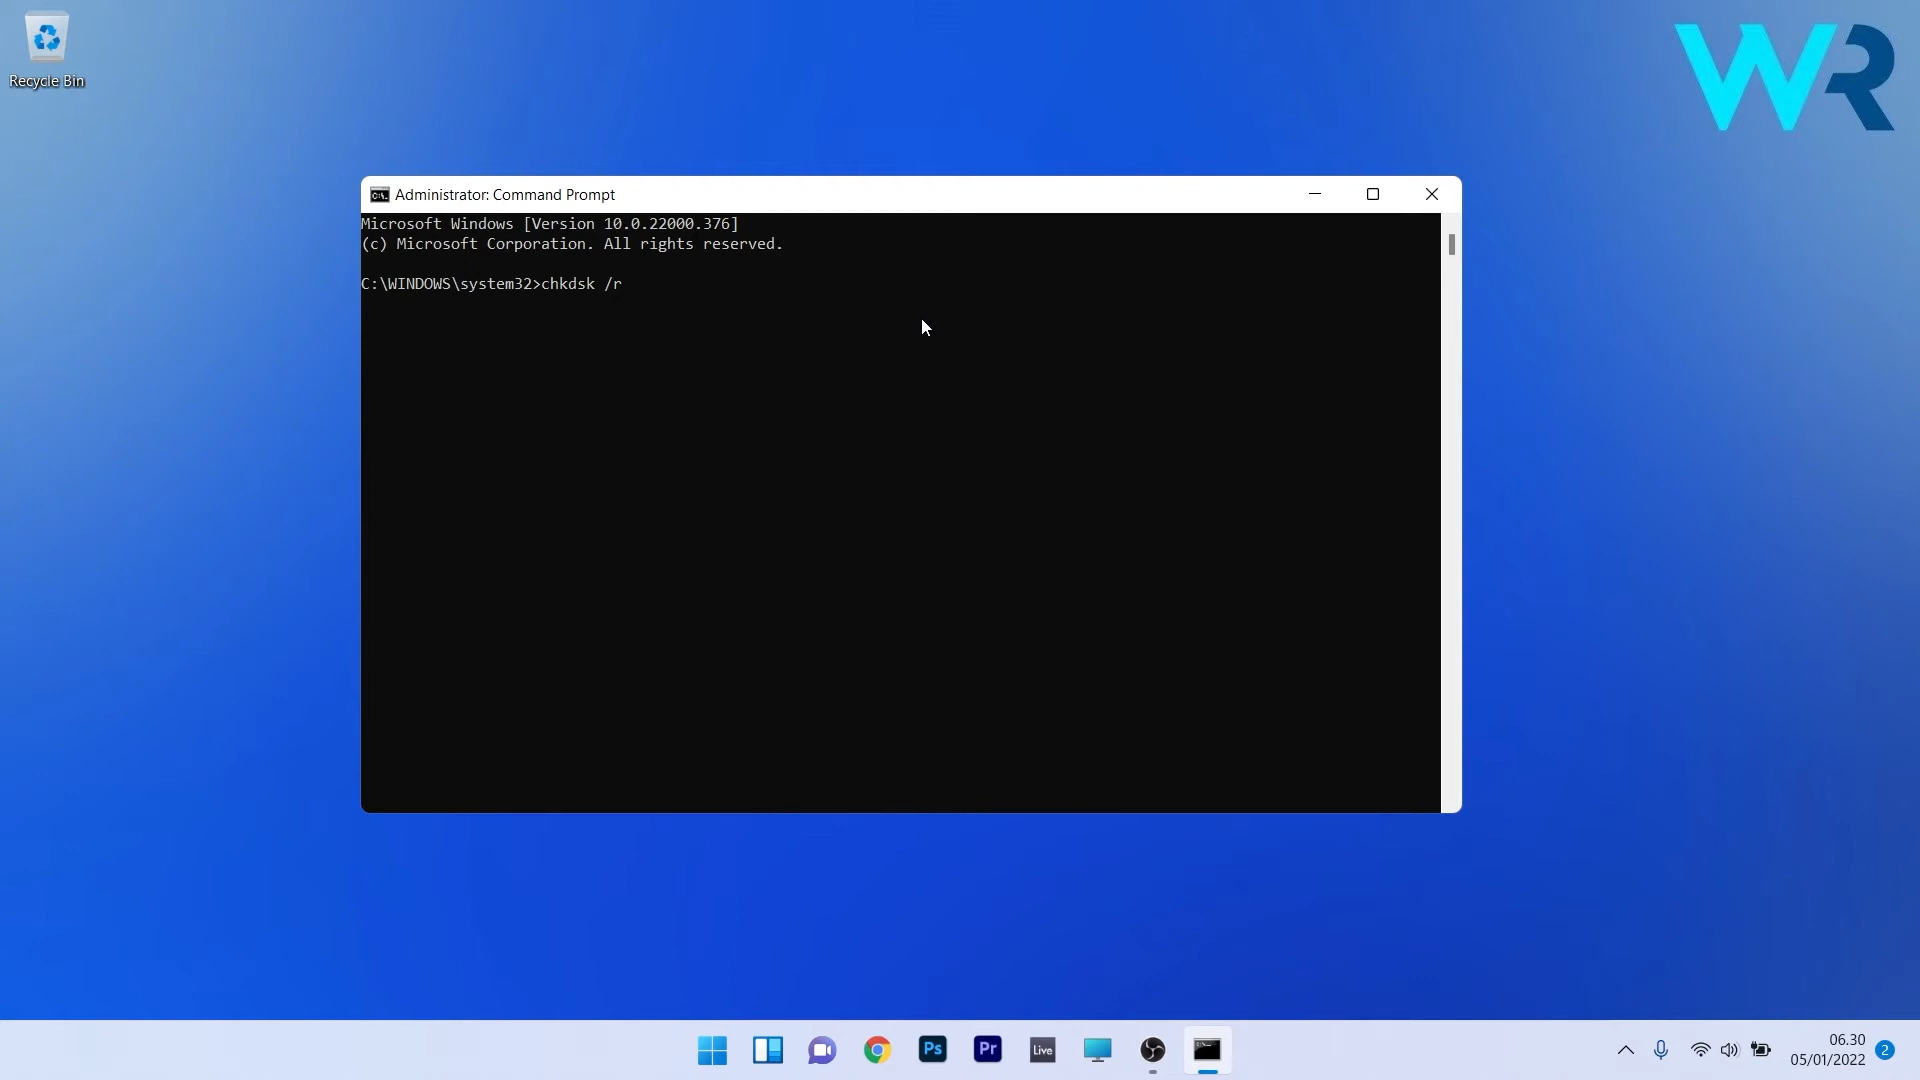 Recycle Bin
WR
Administrator: Command Prompt
Microsoft Windows [Version 10.0.22000.376]
(c) Microsoft Corporation. All rights reserved.
C:\WINDOWS\system32>chkdsk /r
Ps
Pr
Live
06.30
05/01/2022
2